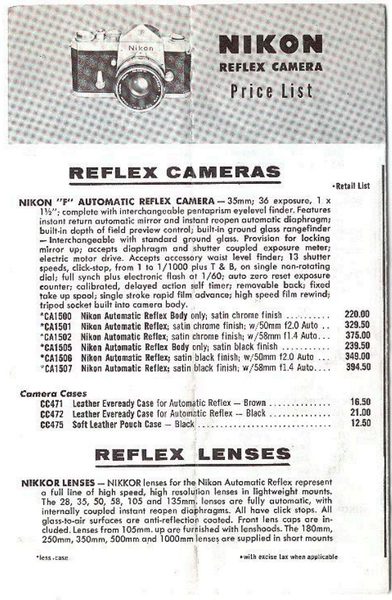 Nikon
NIKON
REFLEX CAMERA
Price List
REFLEX CAMERAS
•Retail List
NIKON "F" AUTOMATIC REFLEX CAMERA — 35mm; 36 exposure, 1 x
1½"; complete with interchangeable pentaprism eyelevel finder. Features
instant return automatic mirror and instant reopen automatic diaphragm;
built-in depth of field preview control; built-in ground glass rangefinder
— Interchangeable with standard ground glass. Provision for locking
mirror up; accepts diaphragm and shutter coupled exposure meter;
electric motor drive. Accepts accessory waist level finder; 13 shutter
speeds, click-stop, from 1 to 1/1000 plus T & B, on single non-rotating
dial; full synch plus electronic flash at 1/60; auto zero reset exposure
counter; calibrated, delayed action self timer; removable back; fixed
take up spool; single stroke rapid film advance; high speed film rewind;
tripod socket built into camera body.
*CA1500 Nikon Automatic Reflex Body only; satin chrome finish ...... 220.00
*CA1501 Nikon Automatic Reflex; satin chrome finish; w/50mm f2.0 Auto .. 329.50
*CA1502 Nikon Automatic Reflex; satin chrome finish; w/58mm f1.4 Auto .. 375.00
*CA1505 Nikon Automatic Reflex Body only; satin black finish ....... 239.50
*CA1506 Nikon Automatic Reflex; satin black finish; w/50mm f2.0 Auto ... 349.00
*CA1507 Nikon Automatic Reflex; satin black finish; w/58mm f1.4 Auto ... 394.50
Camera Cases
CC471 Leather Eveready Case for Automatic Reflex — Brown ........... 16.50
CC472 Leather Eveready Case for Automatic Reflex — Black ........... 21.00
CC475 Soft Leather Pouch Case — Black ........... 12.50
REFLEX LENSES
NIKKOR LENSES — NIKKOR lenses for the Nikon Automatic Reflex represent
a full line of high speed, high resolution lenses in lightweight mounts.
The 28, 35, 50, 58, 105 and 135mm. lenses are fully automatic, with
internally coupled instant reopen diaphragms. All have click stops. All
glass-to-air surfaces are anti-reflection coated. Front lens caps are in-
cluded. Lenses from 105mm. up are furnished with lenshoods. The 180mm,
250mm, 350mm, 500mm and 1000mm lenses are supplied in short mounts
*less case
•with excise tax when applicable